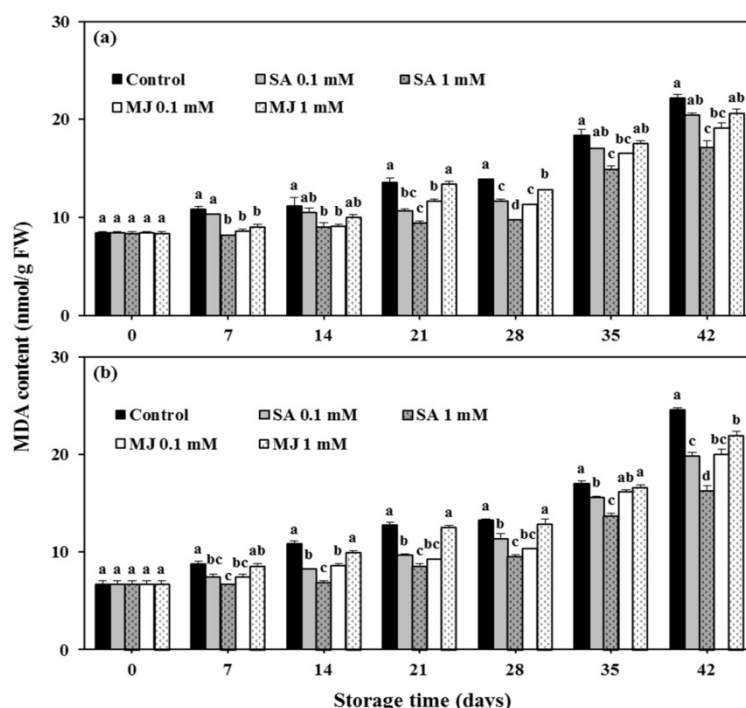 MDA content (nmol/g FW)
(a)
Control SA 0.1 mM SA 1 mM
MJ 0.1 mM MJ 1 mM
30
20
10
0
a a a a a
a a b b b
a ab b b ab
a bc c b a
a c d c b
a ab c bc ab
a ab c bc ab
0 7 14 21 28 35 42
(b)
Control SA 0.1 mM SA 1 mM
MJ 0.1 mM MJ 1 mM
30
20
10
0
a a a a a
a bc c bc ab
a b c b a
a b c bc a
a b c bc a
a b c ab a
a c d bc b
0 7 14 21 28 35 42
Storage time (days)